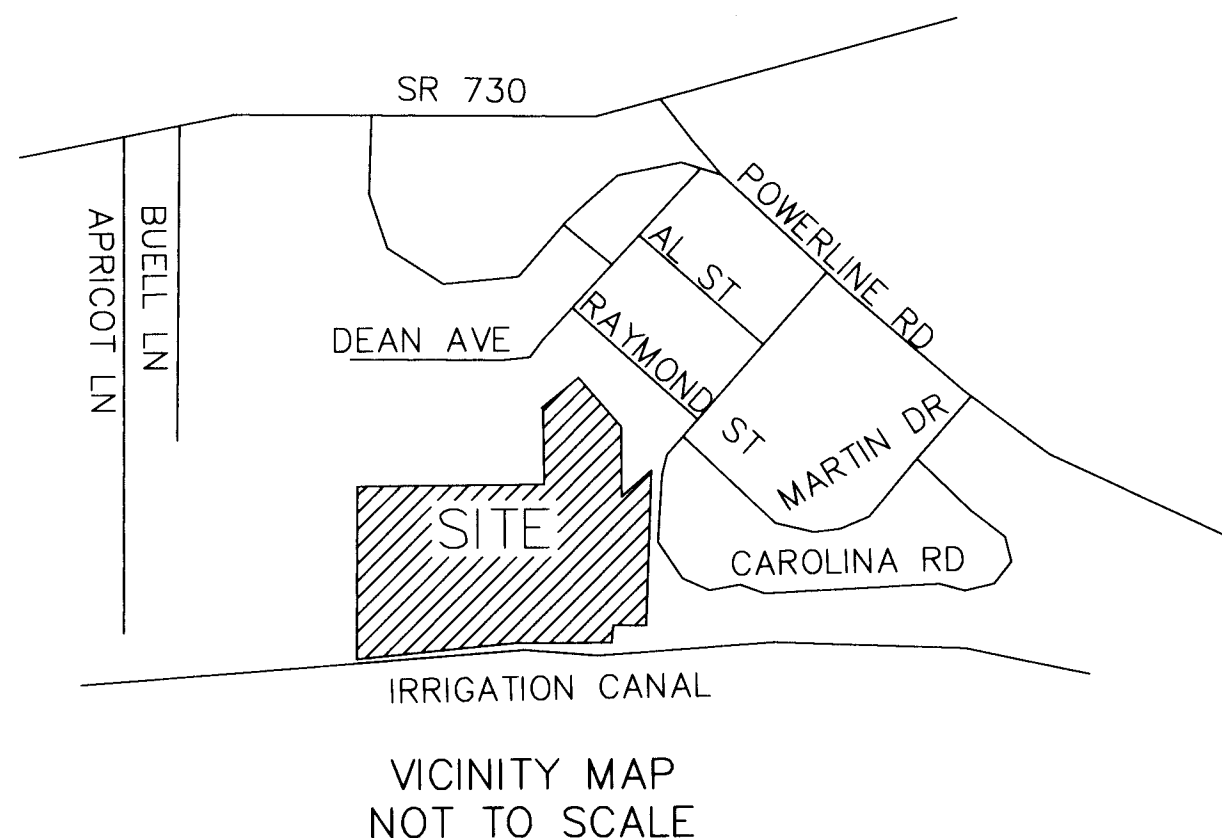 SR 730
POWERLINE RD
BUELL LN
APRICOT LN
AL ST
RAYMOND ST
DEAN AVE
MARTIN DR
SITE
CAROLINA RD
IRRIGATION CANAL
VICINITY MAP
NOT TO SCALE